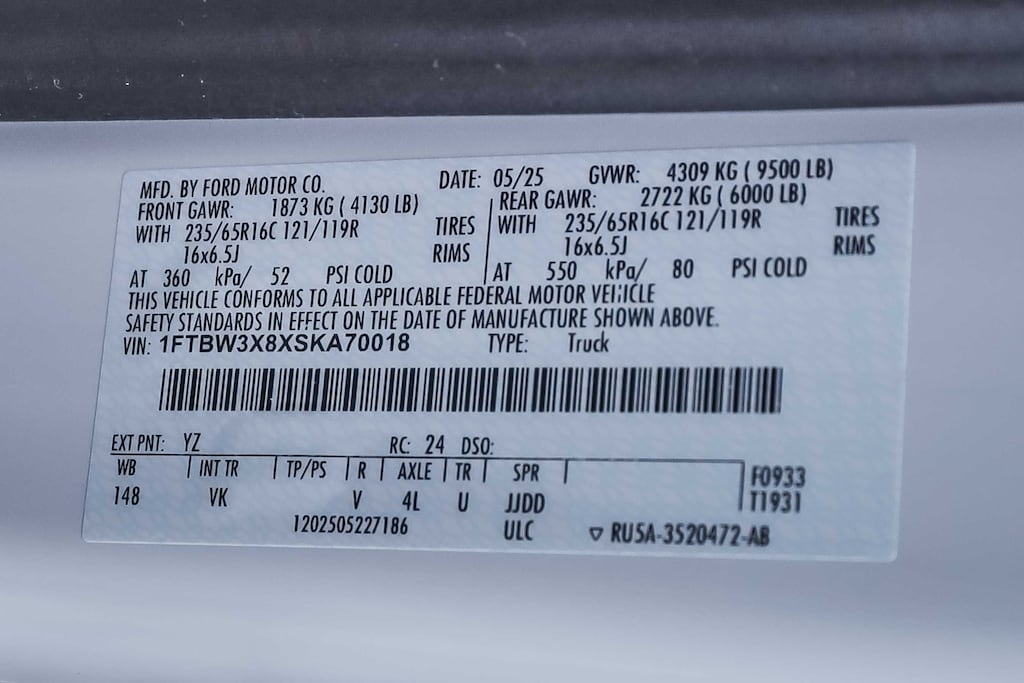 MFD. BY FORD MOTOR CO. DATE: 05/25 GVWR: 4309 KG ( 9500 LB)
FRONT GAWR: 1873 KG ( 4130 LB) REAR GAWR: 2722 KG ( 6000 LB)
WITH 235/65R16C 121/119R TIRES WITH 235/65R16C 121/119R TIRES
16x6.5J RIMS 16x6.5J RIMS
AT 360 kPa/ 52 PSI COLD AT 550 kPa/ 80 PSI COLD
THIS VEHICLE CONFORMS TO ALL APPLICABLE FEDERAL MOTOR VEHICLE
SAFETY STANDARDS IN EFFECT ON THE DATE OF MANUFACTURE SHOWN ABOVE.
VIN: 1FTBW3X8XSKA70018 TYPE: Truck
EXT PNT: YZ RC: 24 DSO:
WB INT TR TP/PS R AXLE TR SPR F0933
148 VK V 4L U JJDD T1931
1202505227186 ULC ▽ RU5A-3520472-AB